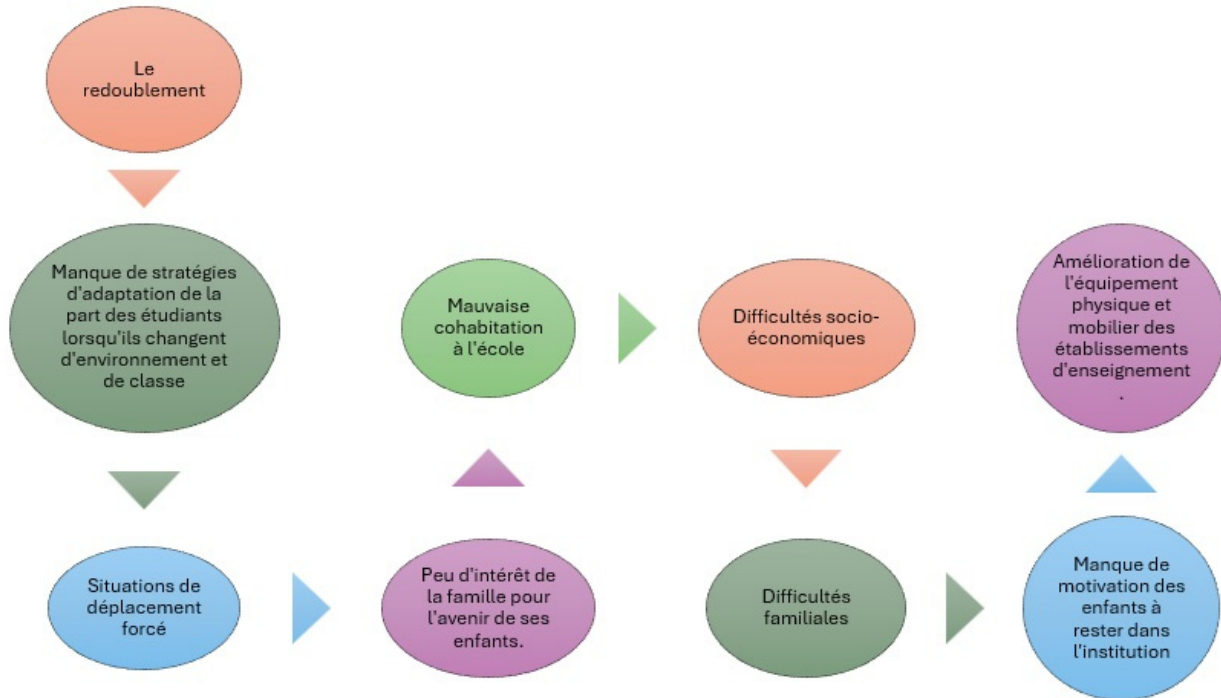 Le
redoublement
Manque de stratégies
d'adaptation de la
part des étudiants
lorsqu'ils changent
d'environnement et
de classe
Situations de
déplacement
forcé
Peu d'intérêt de
la famille pour
l'avenir de ses
enfants.
Mauvaise
cohabitation
à l'école
Difficultés socio-
économiques
Difficultés
familiales
Manque de
motivation des
enfants à
rester dans
l'institution
Amélioration de
l'équipement
physique et
mobilier des
établissements
d'enseignement
.